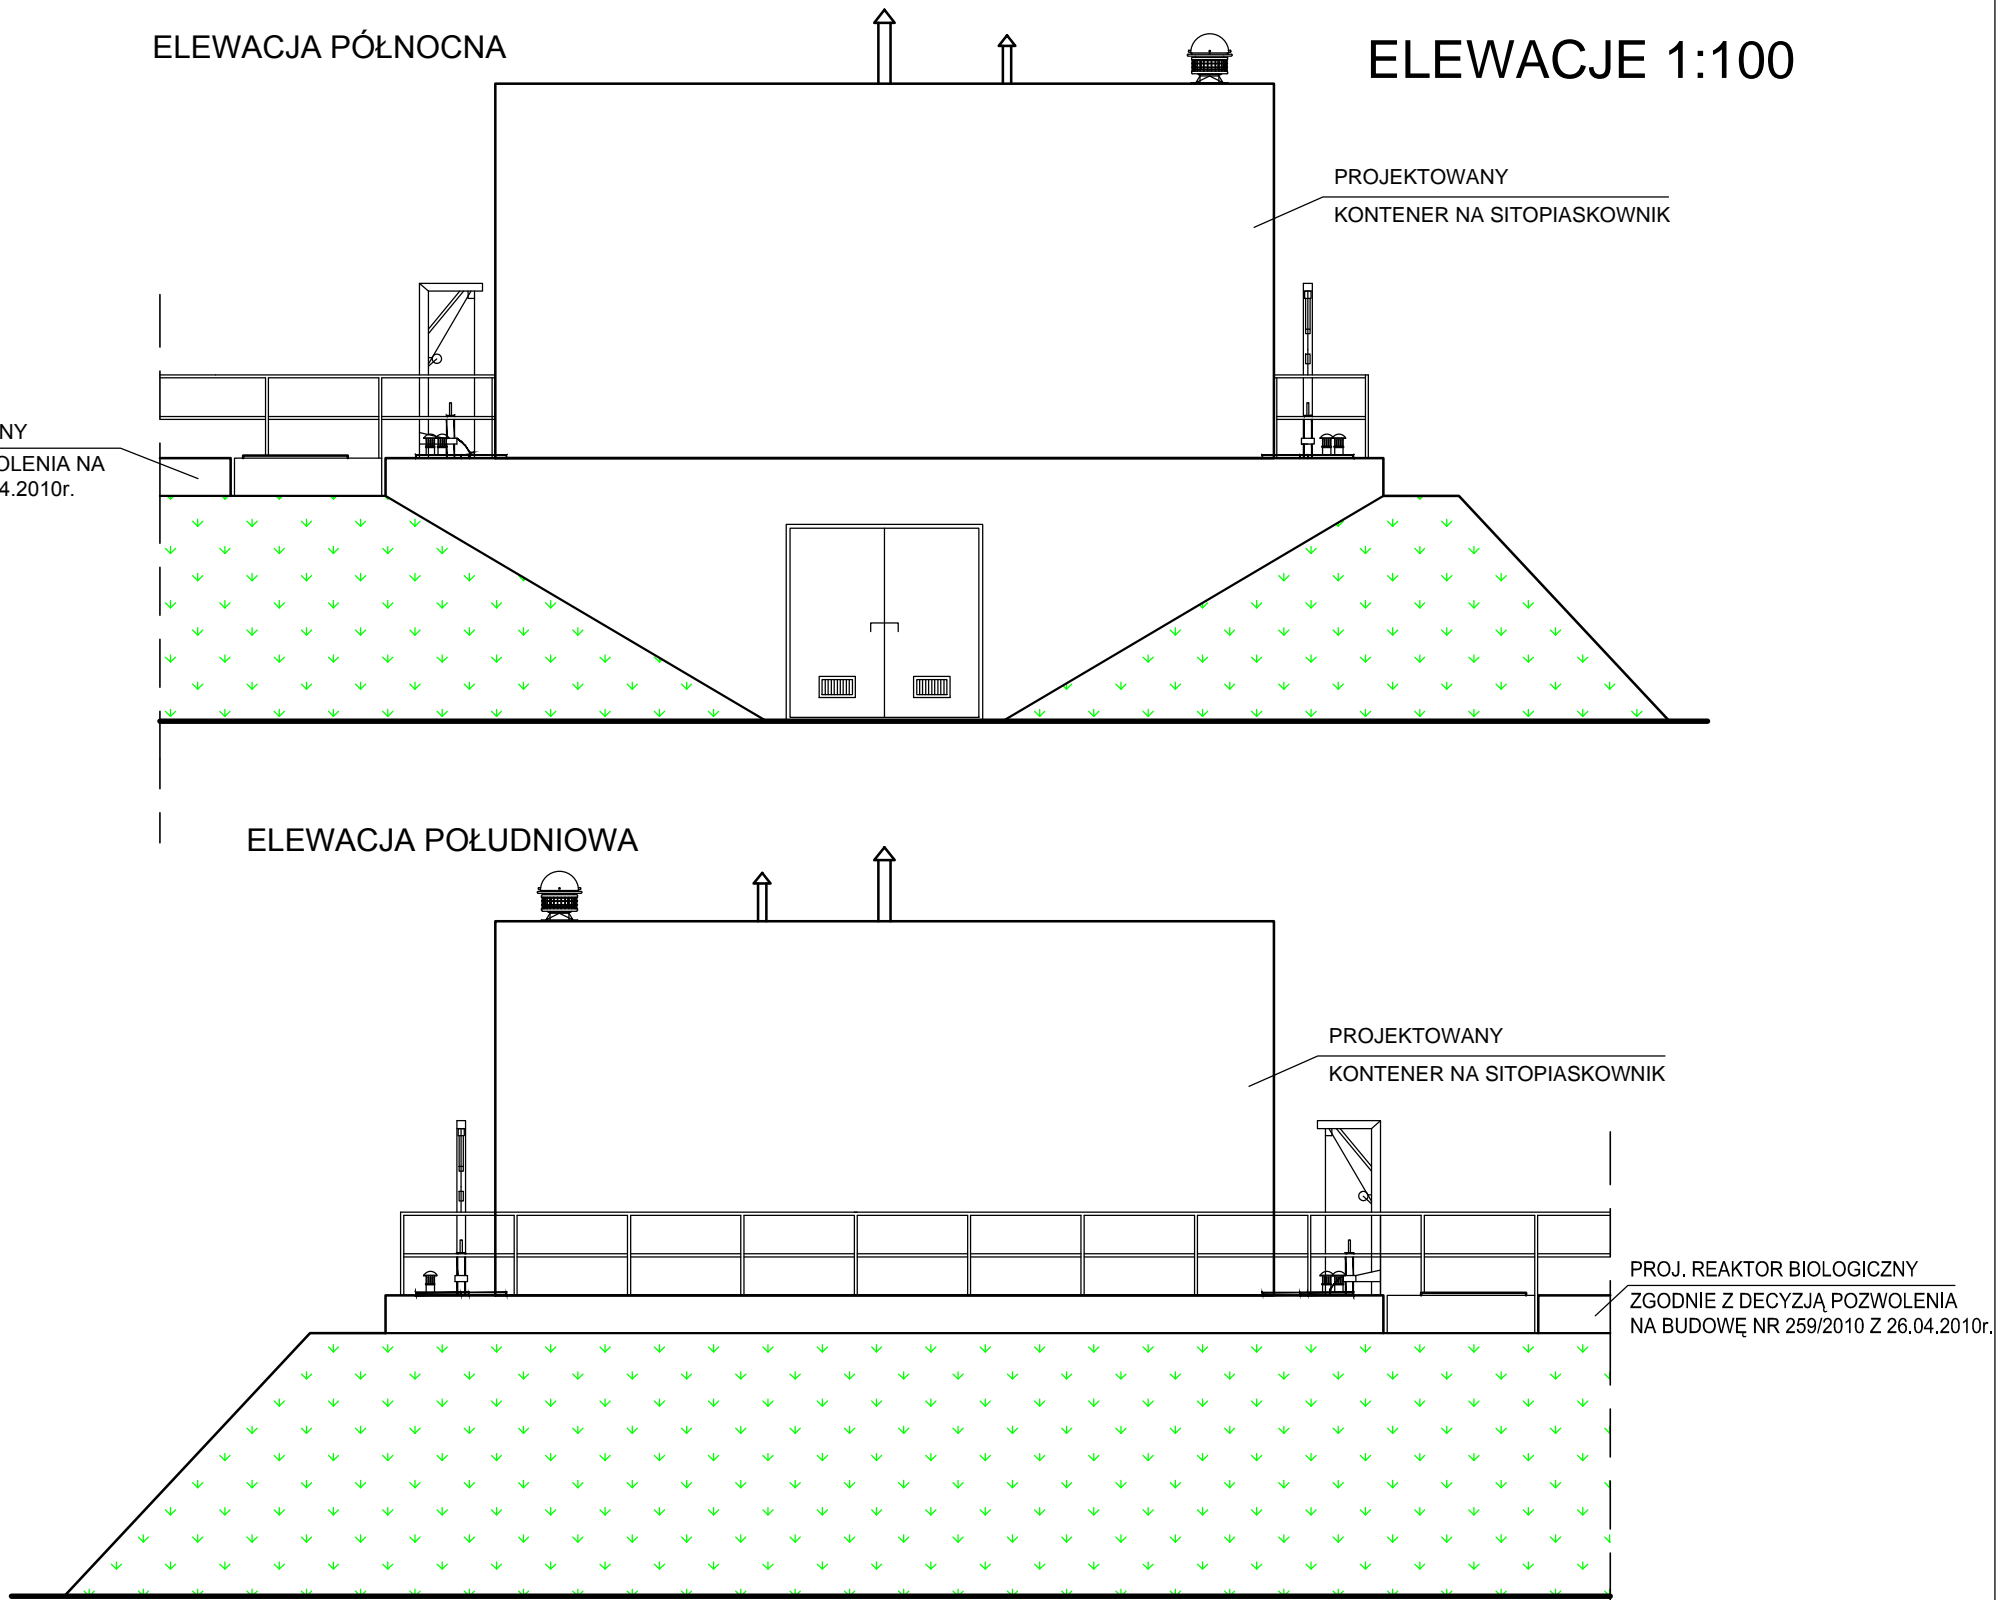 ELEWACJA PÓŁNOCNA
ELEWACJE 1:100
PROJEKTOWANY
KONTENER NA SITOPIASKOWNIK
NY
OLENIA NA
4.2010r.
ELEWACJA POŁUDNIOWA
PROJEKTOWANY
KONTENER NA SITOPIASKOWNIK
PROJ. REAKTOR BIOLOGICZNY
ZGODNIE Z DECYZJĄ POZWOLENIA
NA BUDOWĘ NR 259/2010 Z 26.04.2010r.